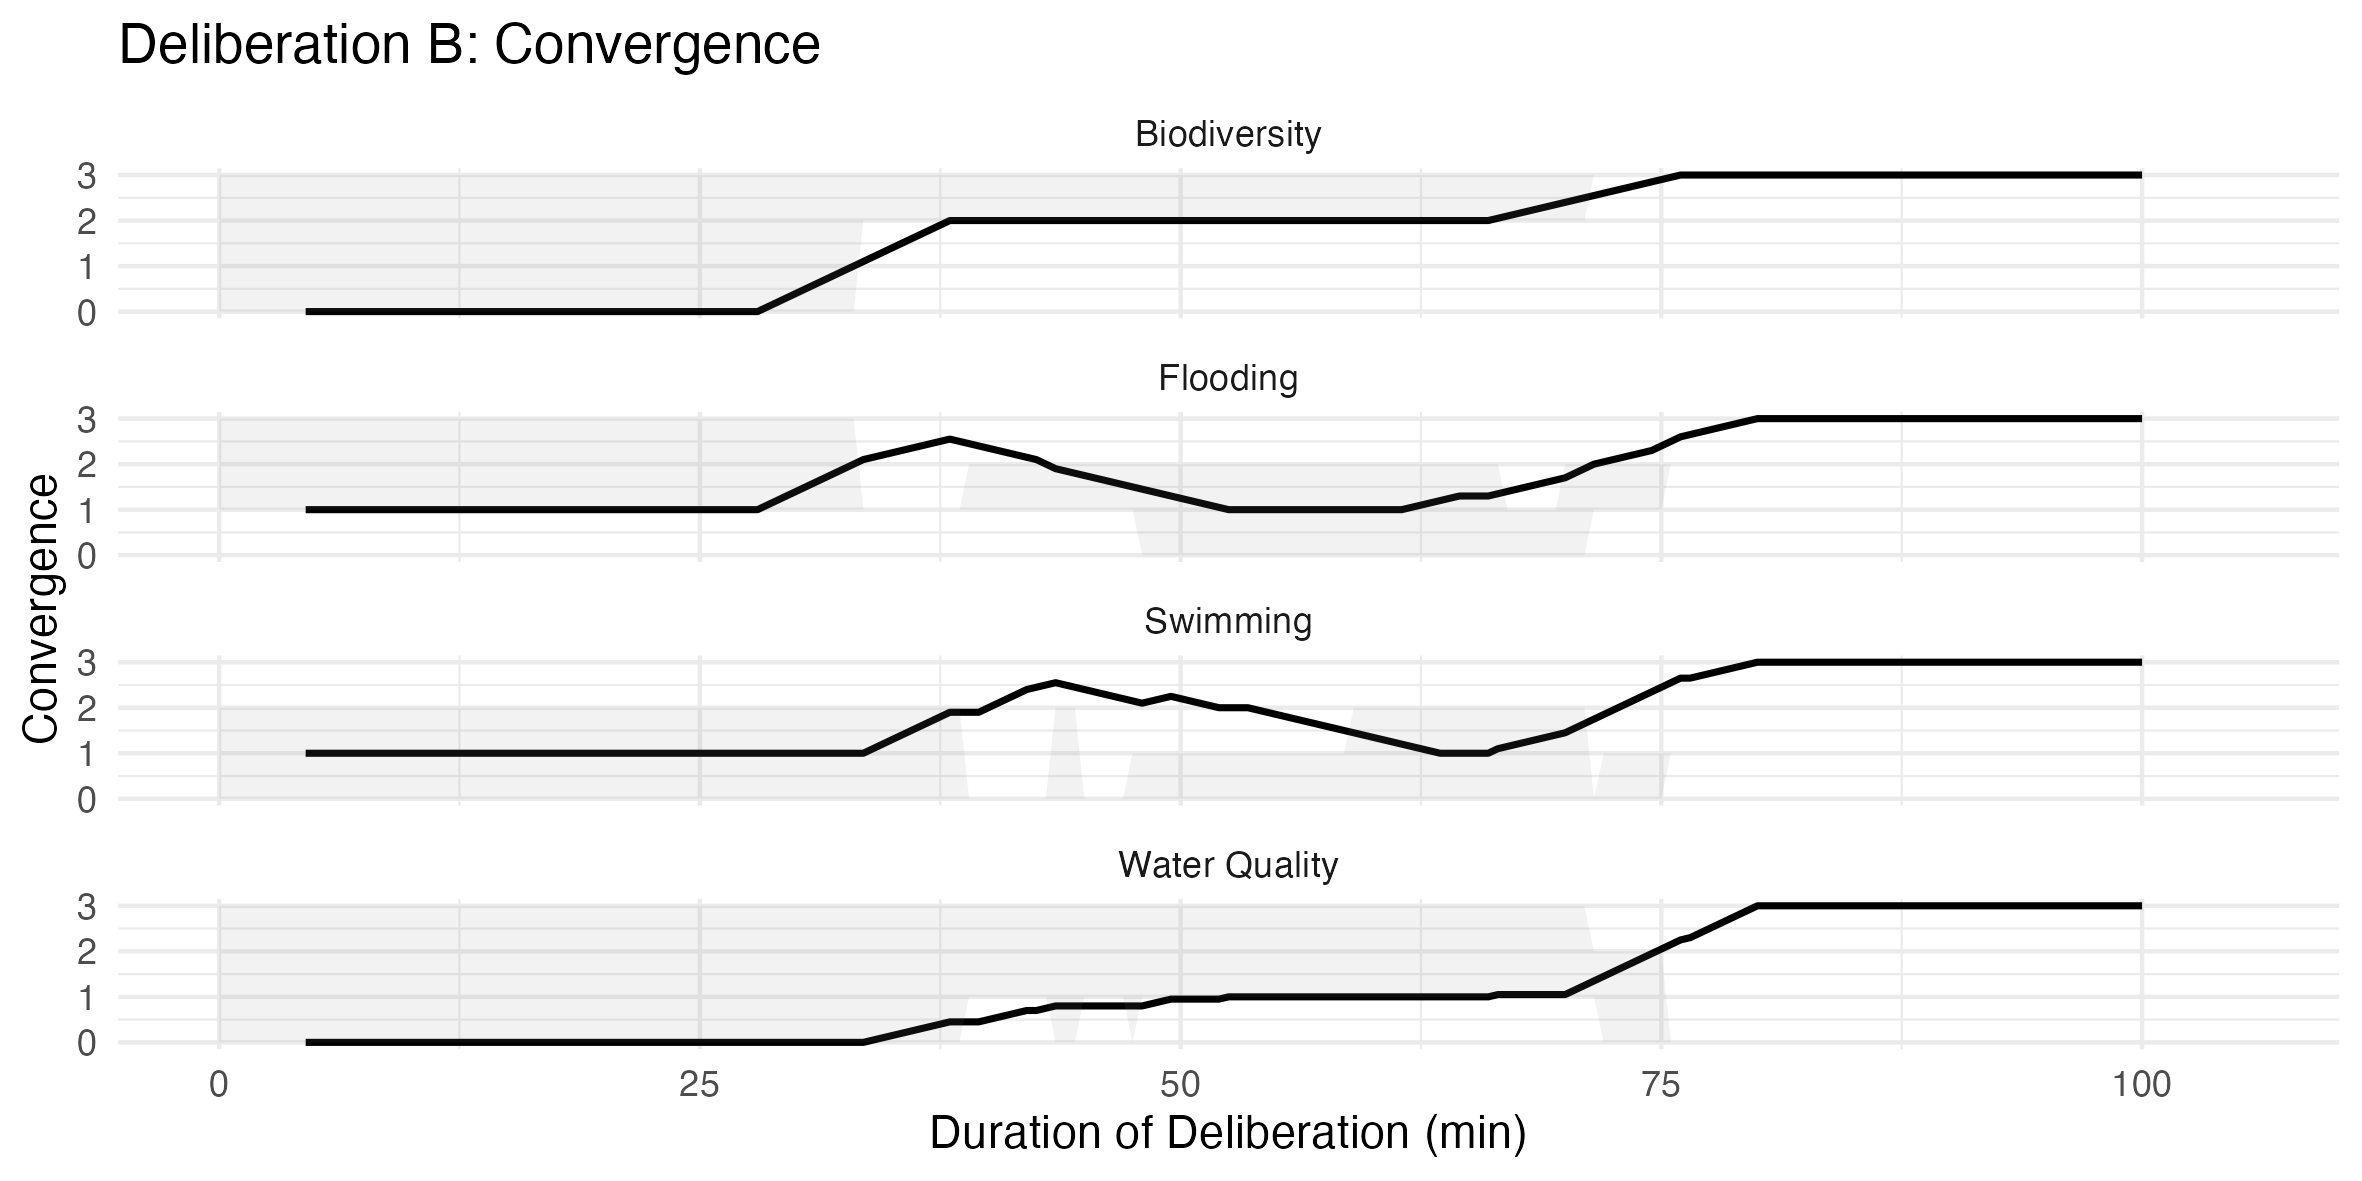 Deliberation B: Convergence
Biodiversity
3
2
1
0
Flooding
3
2
1
0
Convergence
Swimming
3
2
1
0
Water Quality
3
2
1
0
0 25 50 75 100
Duration of Deliberation (min)